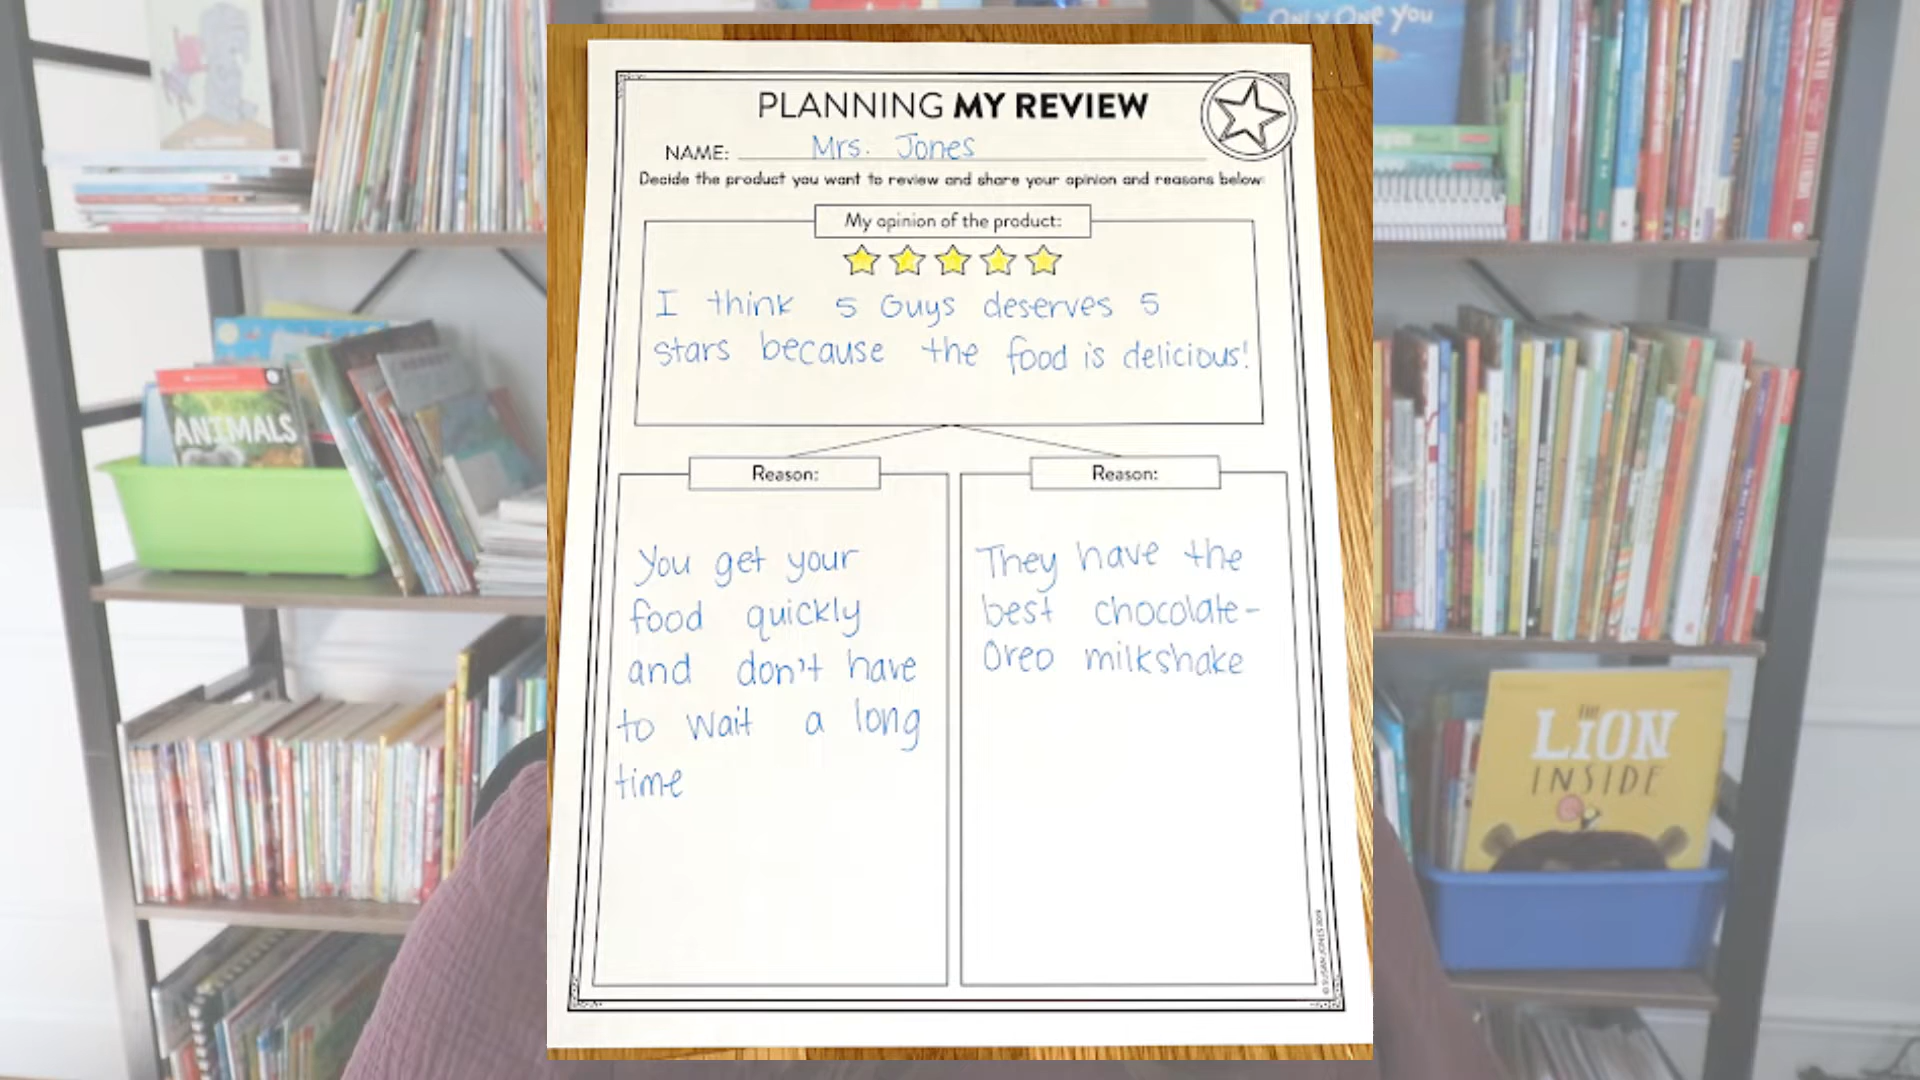 ONLY ONE YOU
PLANNING MY REVIEW
NAME: Mrs. Jones
Decide the product you want to review and share your opinion and reasons below:
My opinion of the product:
I think 5 Guys deserves 5
stars because the food is delicious!
Reason:
You get your
food quickly
and don't have
to wait a long
time
Reason:
They have the
best chocolate-
Oreo milkshake
© SUSAN JONES 2019
ANIMALS
THE
LION
INSIDE